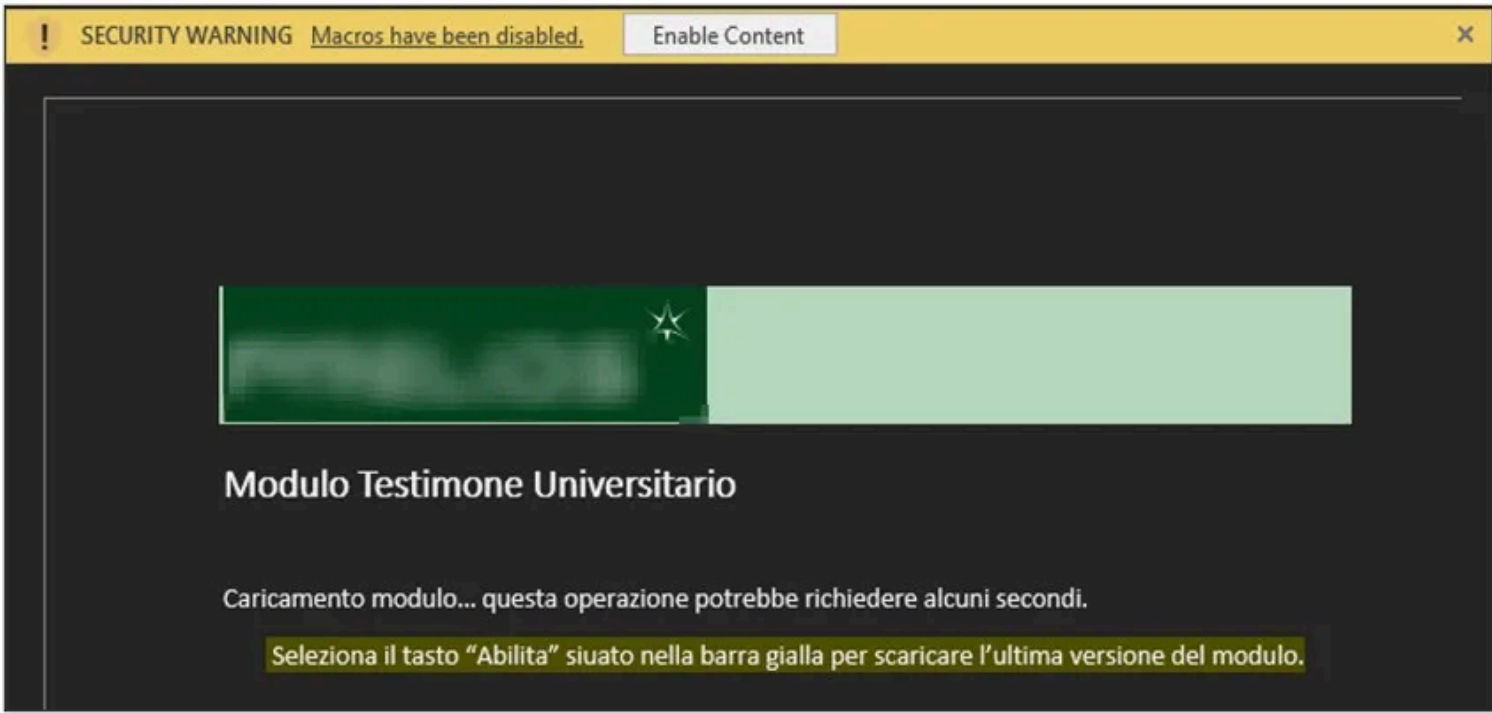 SECURITY WARNING Macros have been disabled. Enable Content
Modulo Testimone Universitario
Caricamento modulo... questa operazione potrebbe richiedere alcuni secondi.
Seleziona il tasto “Abilita” siuato nella barra gialla per scaricare l’ultima versione del modulo.